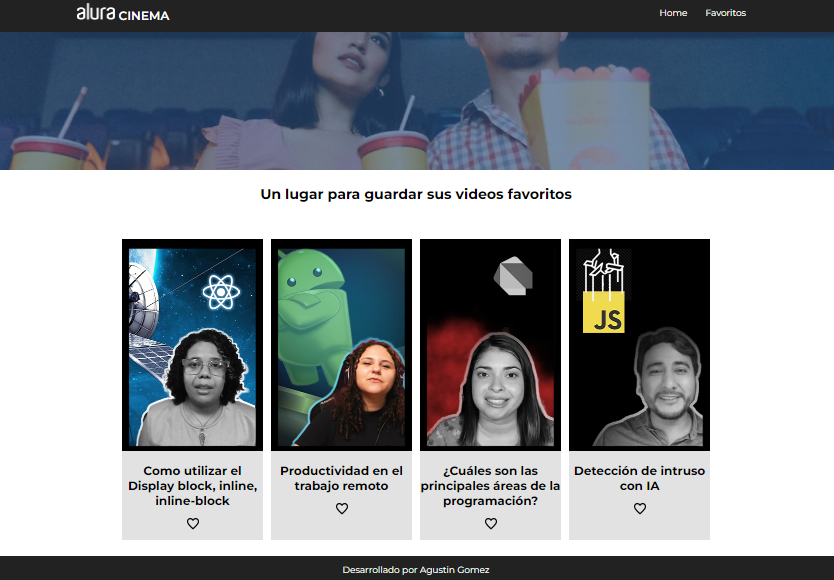 alura CINEMA
Home Favoritos
Un lugar para guardar sus videos favoritos
JS
Como utilizar el
Display block, inline,
inline-block
Productividad en el
trabajo remoto
¿Cuáles son las
principales áreas de la
programación?
Detección de intruso
con IA
Desarrollado por Agustin Gomez